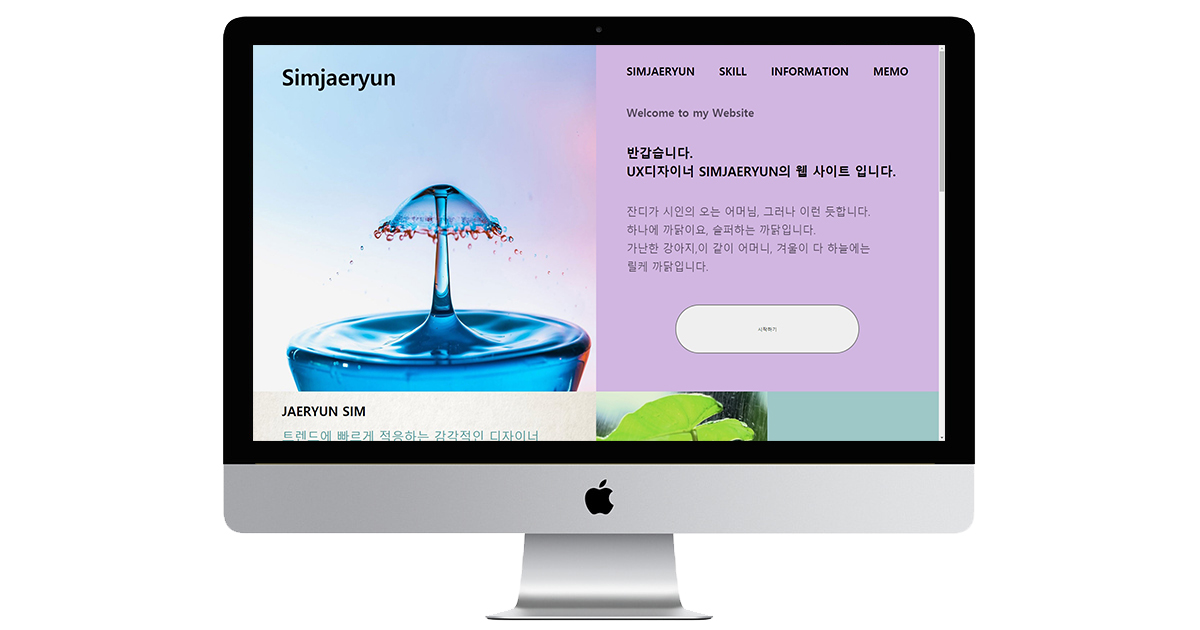 Simjaeryun
SIMJAERYUN SKILL INFORMATION MEMO
Welcome to my Website
반갑습니다.
UX디자이너 SIMJAERYUN의 웹 사이트 입니다.
잔디가 시인의 오는 어머님, 그러나 이런 듯합니다.
하나에 까닭이요, 슬퍼하는 까닭입니다.
가난한 강아지,이 같이 어머니, 겨울이 다 하늘에는
릴케 까닭입니다.
시작하기
JAERYUN SIM
트렌드에 빠르게 적응하는 감각적인 디자이너